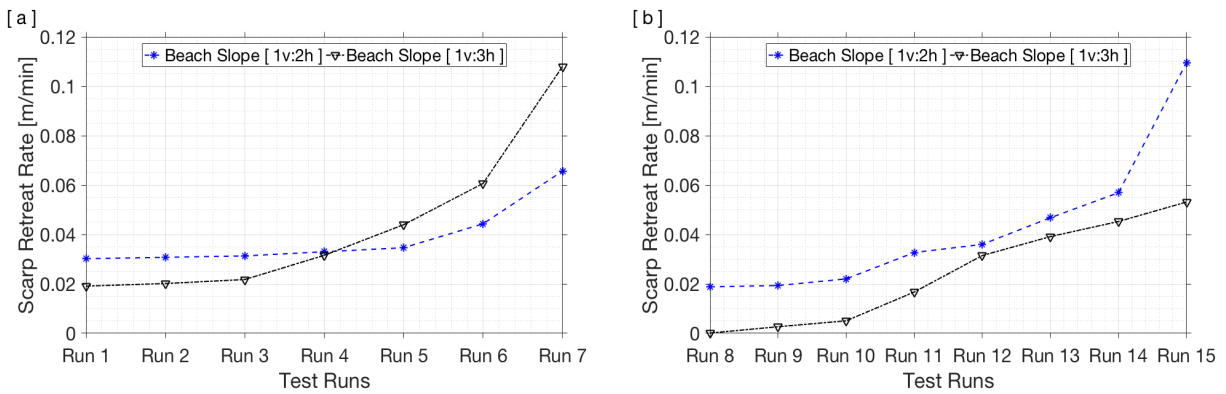 [ a ]
0.12
0.1
0.08
0.06
0.04
0.02
0
Scarp Retreat Rate [m/min]
Beach Slope [ 1v:2h ] Beach Slope [ 1v:3h ]
Run 1 Run 2 Run 3 Run 4 Run 5 Run 6 Run 7
Test Runs
[ b ]
0.12
0.1
0.08
0.06
0.04
0.02
0
Scarp Retreat Rate [m/min]
Beach Slope [ 1v:2h ] Beach Slope [ 1v:3h ]
Run 8 Run 9 Run 10 Run 11 Run 12 Run 13 Run 14 Run 15
Test Runs